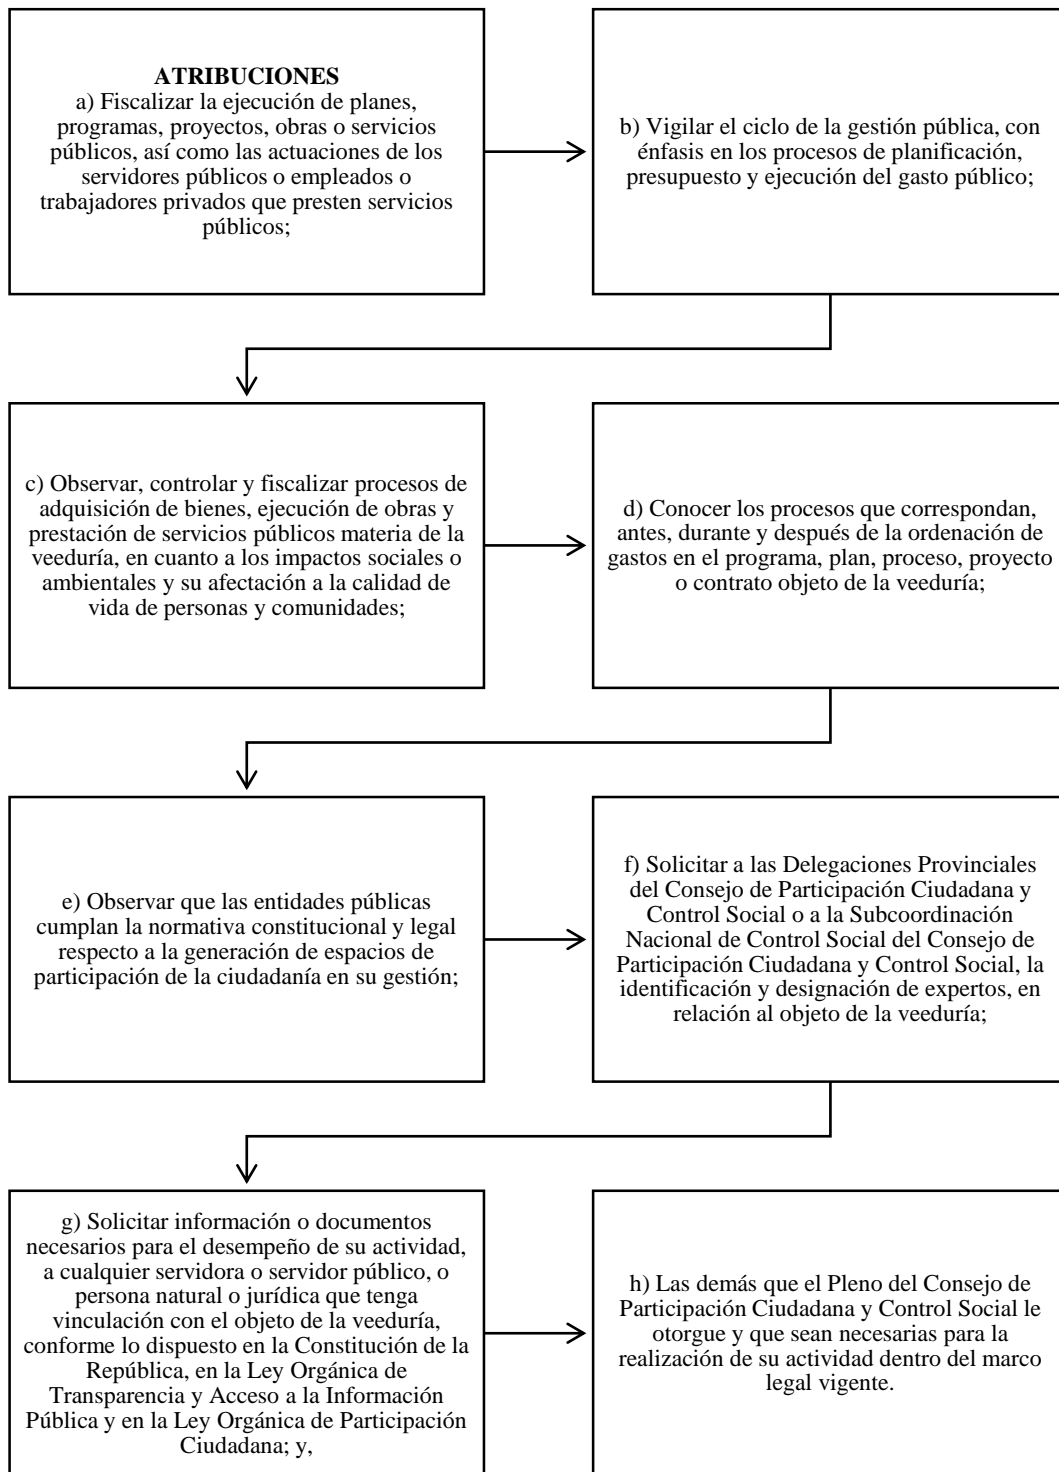 ATRIBUCIONES
a) Fiscalizar la ejecución de planes,
programas, proyectos, obras o servicios
públicos, así como las actuaciones de los
servidores públicos o empleados o
trabajadores privados que presten servicios
públicos;
b) Vigilar el ciclo de la gestión pública, con
énfasis en los procesos de planificación,
presupuesto y ejecución del gasto público;
c) Observar, controlar y fiscalizar procesos de
adquisición de bienes, ejecución de obras y
prestación de servicios públicos materia de la
veeduría, en cuanto a los impactos sociales o
ambientales y su afectación a la calidad de
vida de personas y comunidades;
d) Conocer los procesos que correspondan,
antes, durante y después de la ordenación de
gastos en el programa, plan, proceso, proyecto
o contrato objeto de la veeduría;
e) Observar que las entidades públicas
cumplan la normativa constitucional y legal
respecto a la generación de espacios de
participación de la ciudadanía en su gestión;
f) Solicitar a las Delegaciones Provinciales
del Consejo de Participación Ciudadana y
Control Social o a la Subcoordinación
Nacional de Control Social del Consejo de
Participación Ciudadana y Control Social, la
identificación y designación de expertos, en
relación al objeto de la veeduría;
g) Solicitar información o documentos
necesarios para el desempeño de su actividad,
a cualquier servidora o servidor público, o
persona natural o jurídica que tenga
vinculación con el objeto de la veeduría,
conforme lo dispuesto en la Constitución de la
República, en la Ley Orgánica de
Transparencia y Acceso a la Información
Pública y en la Ley Orgánica de Participación
Ciudadana; y,
h) Las demás que el Pleno del Consejo de
Participación Ciudadana y Control Social le
otorgue y que sean necesarias para la
realización de su actividad dentro del marco
legal vigente.